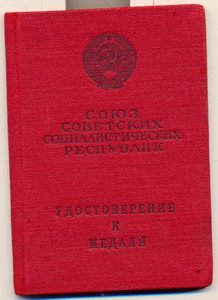 СОЮЗ
СОВЕТСКИХ
СОЦИАЛИСТИЧЕСКИХ
РЕСПУБЛИК
УДОСТОВЕРЕНИЕ
К
МЕДАЛИ